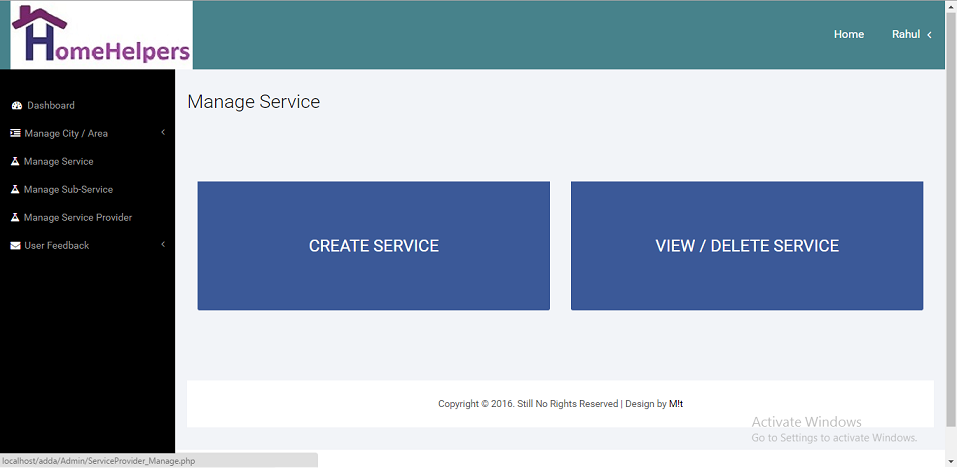 HomeHelpers
Home
Rahul
Dashboard
Manage City / Area
Manage Service
Manage Sub-Service
Manage Service Provider
User Feedback
Manage Service
CREATE SERVICE
VIEW / DELETE SERVICE
Copyright © 2016. Still No Rights Reserved | Design by M!t
Activate Windows
Go to Settings to activate Windows.
localhost/adda/Admin/ServiceProvider_Manage.php